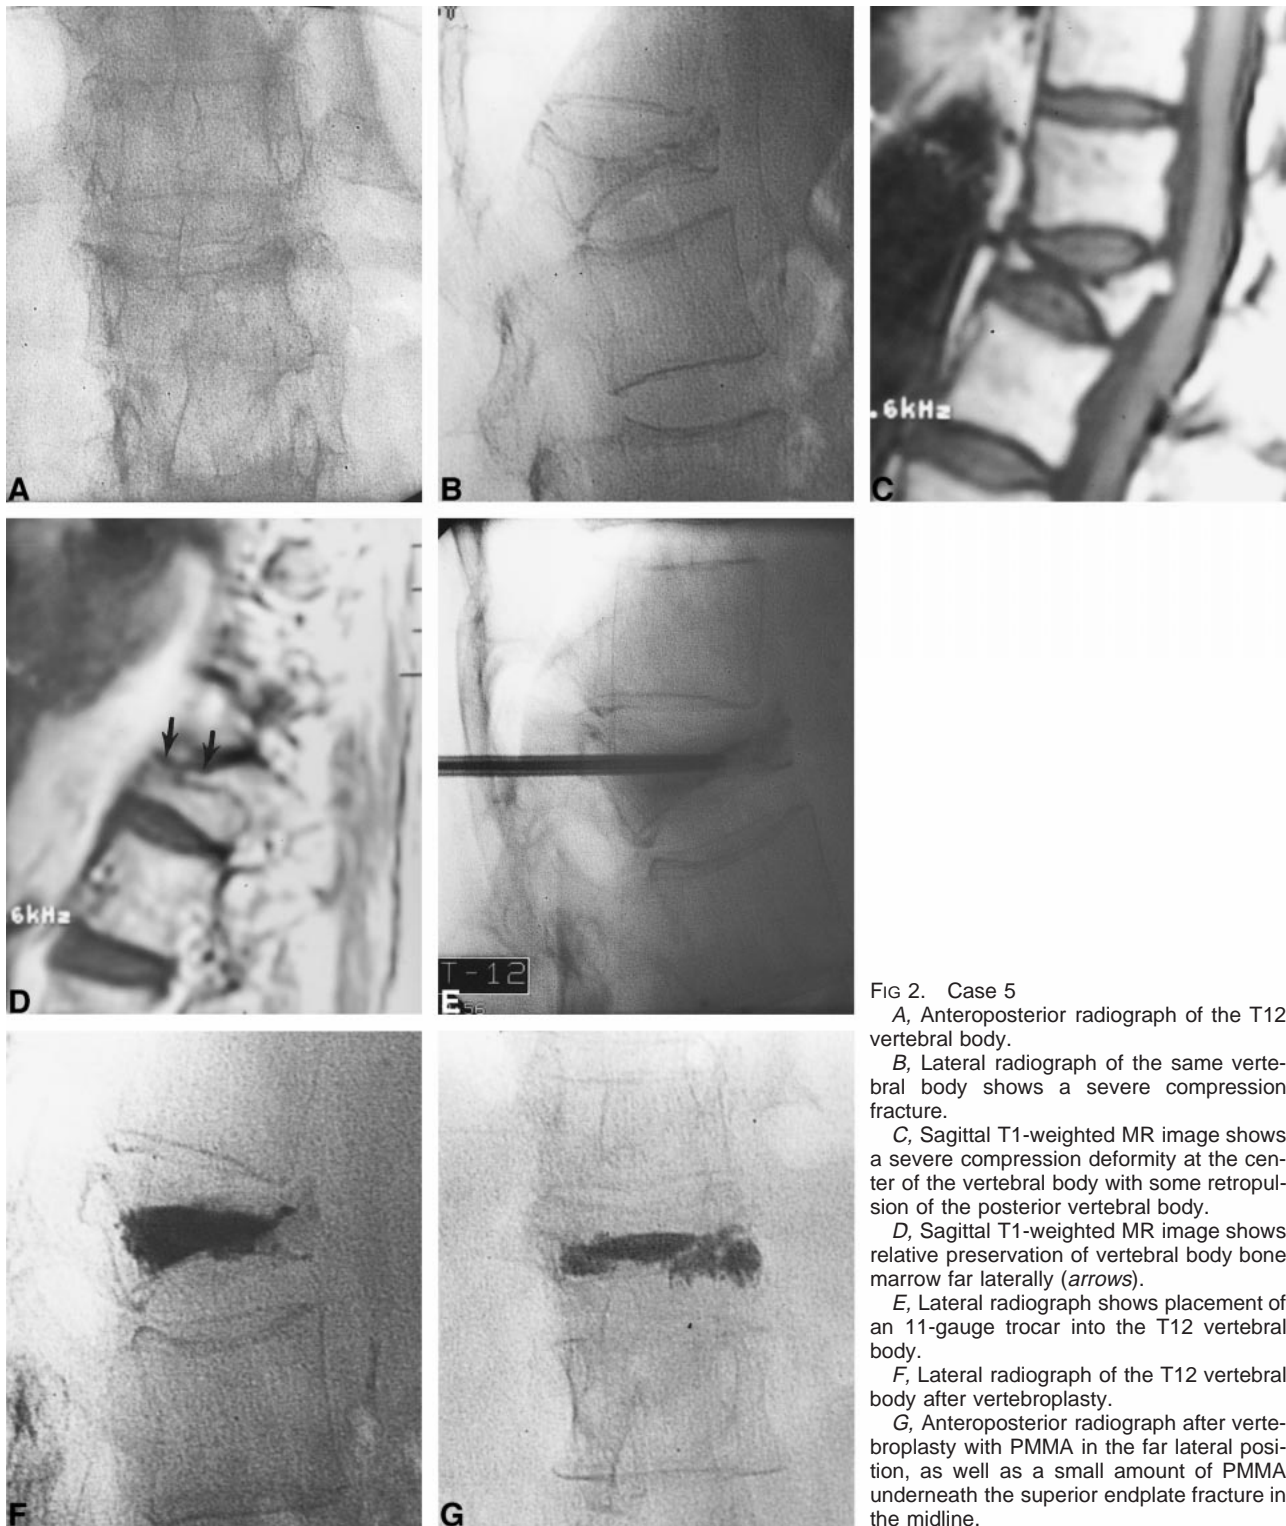 A
B
C
.6kHz
D
6kHz
E
T-12
F
G
FIG 2. Case 5
A, Anteroposterior radiograph of the T12
vertebral body.
B, Lateral radiograph of the same verte-
bral body shows a severe compression
fracture.
C, Sagittal T1-weighted MR image shows
a severe compression deformity at the cen-
ter of the vertebral body with some retropul-
sion of the posterior vertebral body.
D, Sagittal T1-weighted MR image shows
relative preservation of vertebral body bone
marrow far laterally (arrows).
E, Lateral radiograph shows placement of
an 11-gauge trocar into the T12 vertebral
body.
F, Lateral radiograph of the T12 vertebral
body after vertebroplasty.
G, Anteroposterior radiograph after verte-
broplasty with PMMA in the far lateral posi-
tion, as well as a small amount of PMMA
underneath the superior endplate fracture in
the midline.